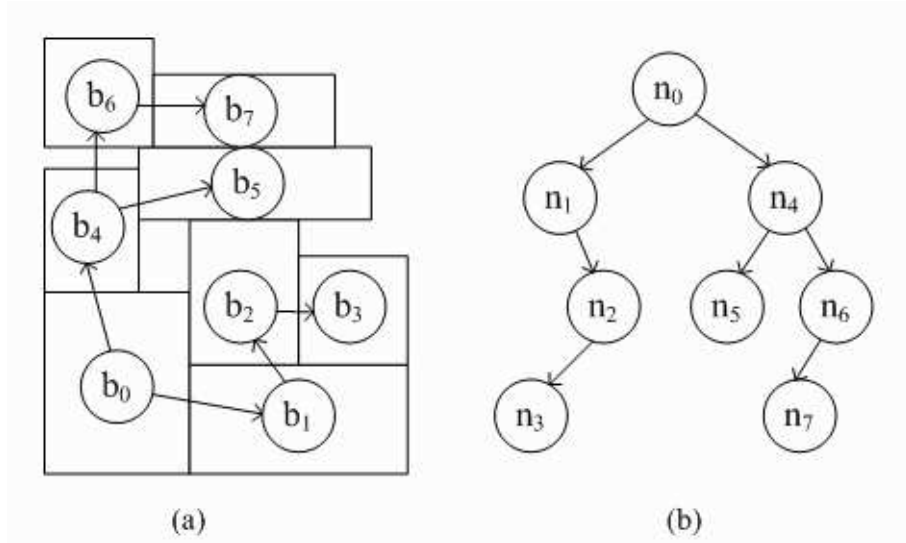 b₆
b₇
b₅
b₄
b₂
b₃
b₀
b₁
(a)
n₀
n₁
n₄
n₂
n₅
n₆
n₃
n₇
(b)